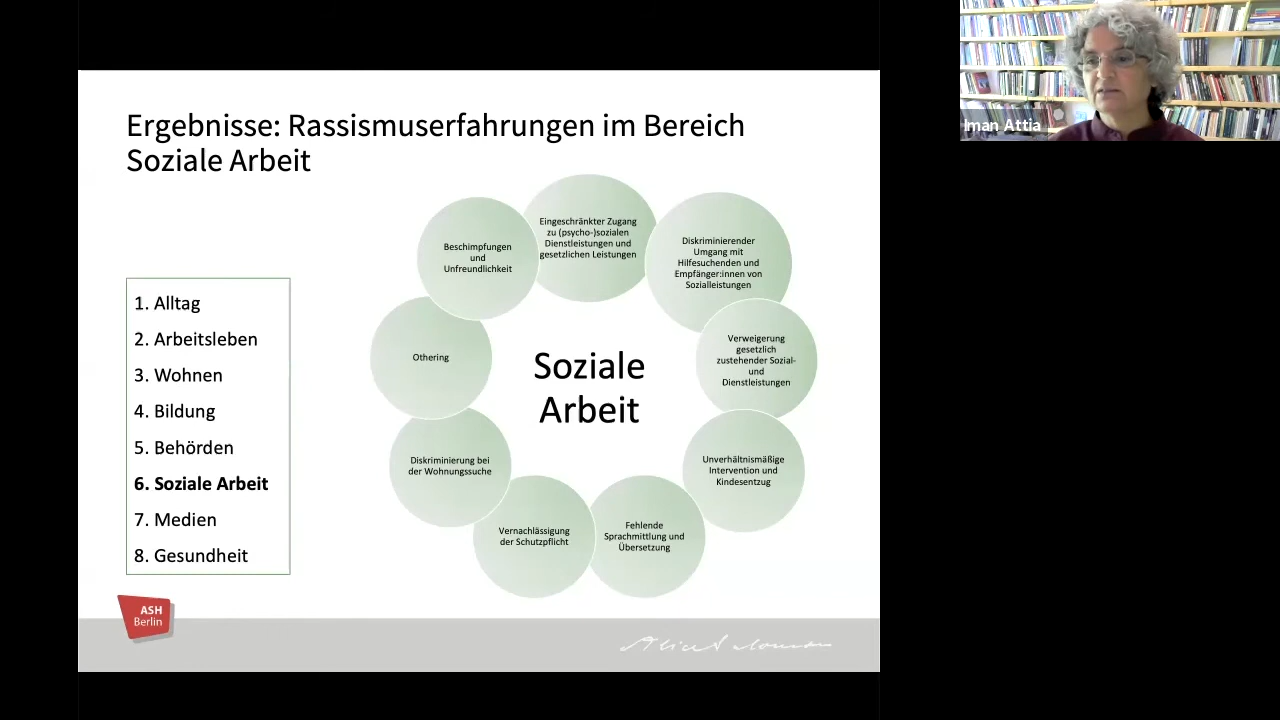 Ergebnisse: Rassismuserfahrungen im Bereich
Soziale Arbeit
Iman Attia
1. Alltag
2. Arbeitsleben
3. Wohnen
4. Bildung
5. Behörden
6. Soziale Arbeit
7. Medien
8. Gesundheit
Eingeschränkter Zugang
zu (psycho-)sozialen
Dienstleistungen und
gesetzlichen Leistungen
Diskriminierender
Umgang mit
Hilfesuchenden und
Empfänger:innen von
Sozialleistungen
Verweigerung
gesetzlich
zustehender Sozial-
und
Dienstleistungen
Unverhältnismäßige
Intervention und
Kindesentzug
Fehlende
Sprachmittlung und
Übersetzung
Vernachlässigung
der Schutzpflicht
Diskriminierung bei
der Wohnungssuche
Othering
Beschimpfungen
und
Unfreundlichkeit
Soziale
Arbeit
ASH
Berlin
Alice Salomon